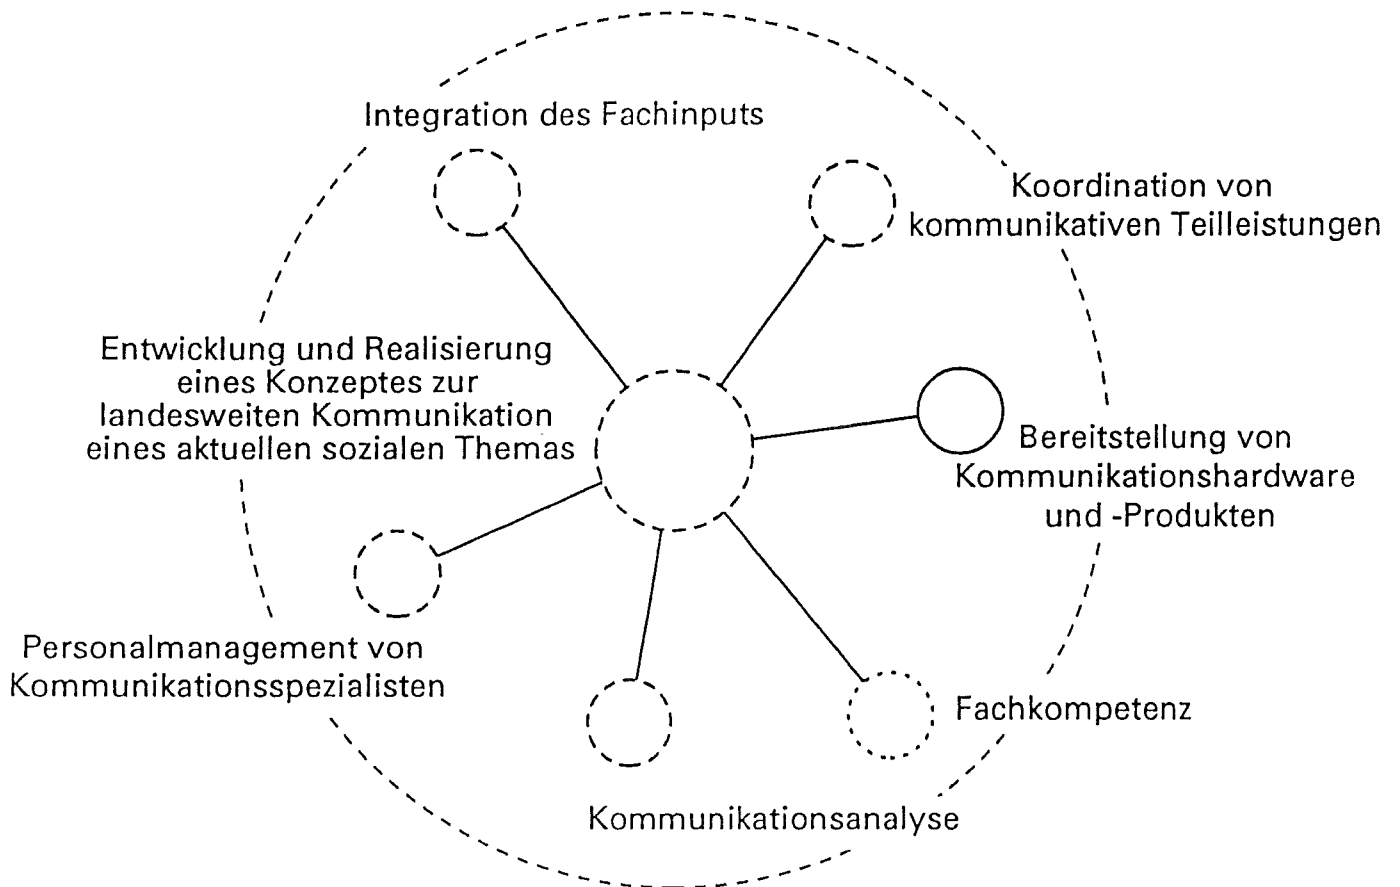 Integration des Fachinputs
Koordination von
kommunikativen Teilleistungen
Entwicklung und Realisierung
eines Konzeptes zur
landesweiten Kommunikation
eines aktuellen sozialen Themas
Bereitstellung von
Kommunikationshardware
und -Produkten
Personalmanagement von
Kommunikationsspezialisten
Fachkompetenz
Kommunikationsanalyse